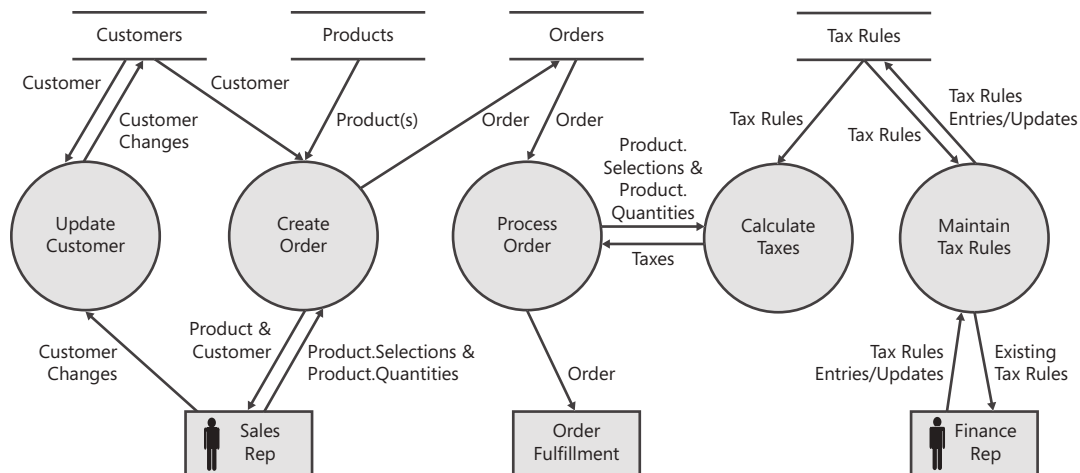 Customers
Products
Orders
Tax Rules
Customer
Customer
Changes
Customer
Product(s)
Order
Order
Tax Rules
Tax Rules
Tax Rules
Entries/Updates
Product.
Selections &
Product.
Quantities
Update
Customer
Create
Order
Process
Order
Calculate
Taxes
Maintain
Tax Rules
Taxes
Customer
Changes
Product &
Customer
Product.Selections &
Product.Quantities
Order
Tax Rules
Entries/Updates
Existing
Tax Rules
Sales
Rep
Order
Fulfillment
Finance
Rep